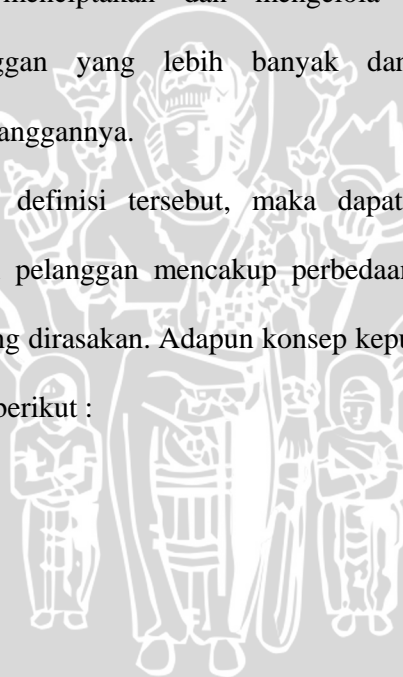 menciptakan dan mengelola
ggan yang lebih banyak dan
anggannya.
definisi tersebut, maka dapat
pelanggan mencakup perbedaan
ng dirasakan. Adapun konsep kepu
berikut :